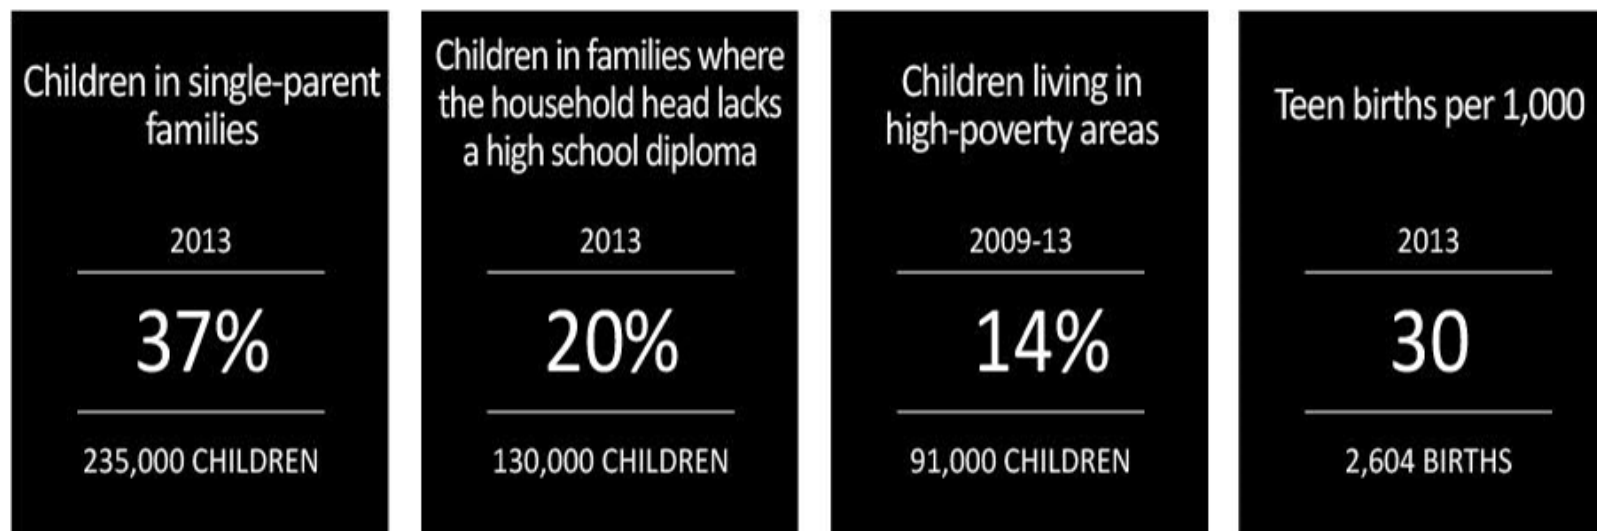 Children in single-parent
families
2013
37%
235,000 CHILDREN
Children in families where
the household head lacks
a high school diploma
2013
20%
130,000 CHILDREN
Children living in
high-poverty areas
2009-13
14%
91,000 CHILDREN
Teen births per 1,000
2013
30
2,604 BIRTHS